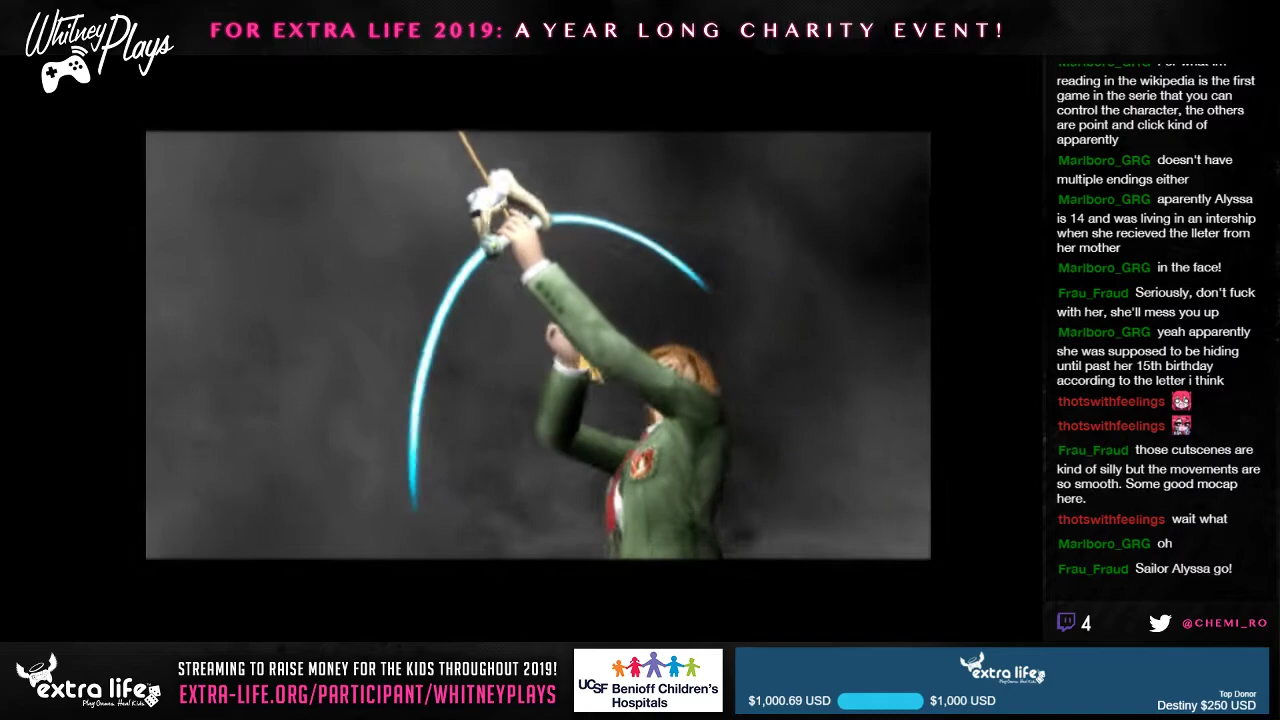 Whitney Plays
FOR EXTRA LIFE 2019: A YEAR LONG CHARITY EVENT!
reading in the wikipedia is the first
game in the serie that you can
control the character, the others
are point and click kind of
apparently
Marlboro_GRG doesn't have
multiple endings either
Marlboro_GRG aparently Alyssa
is 14 and was living in an intership
when she recieved the lleter from
her mother
Marlboro_GRG in the face!
Frau_Fraud Seriously, don't fuck
with her, she'll mess you up
Marlboro_GRG yeah apparently
she was supposed to be hiding
until past her 15th birthday
according to the letter i think
thotswithfeelings
thotswithfeelings
Frau_Fraud those cutscenes are
kind of silly but the movements are
so smooth. Some good mocap
here.
thotswithfeelings wait what
Marlboro_GRG oh
Frau_Fraud Sailor Alyssa go!
4
@CHEMI_RO
extra life
Play Games. Heal Kids.
STREAMING TO RAISE MONEY FOR THE KIDS THROUGHOUT 2019!
EXTRA-LIFE.ORG/PARTICIPANT/WHITNEYPLAYS
UCSF Benioff Children's
Hospitals
extra life
Play Games. Heal Kids.
$1,000.69 USD
$1,000 USD
Top Donor
Destiny $250 USD